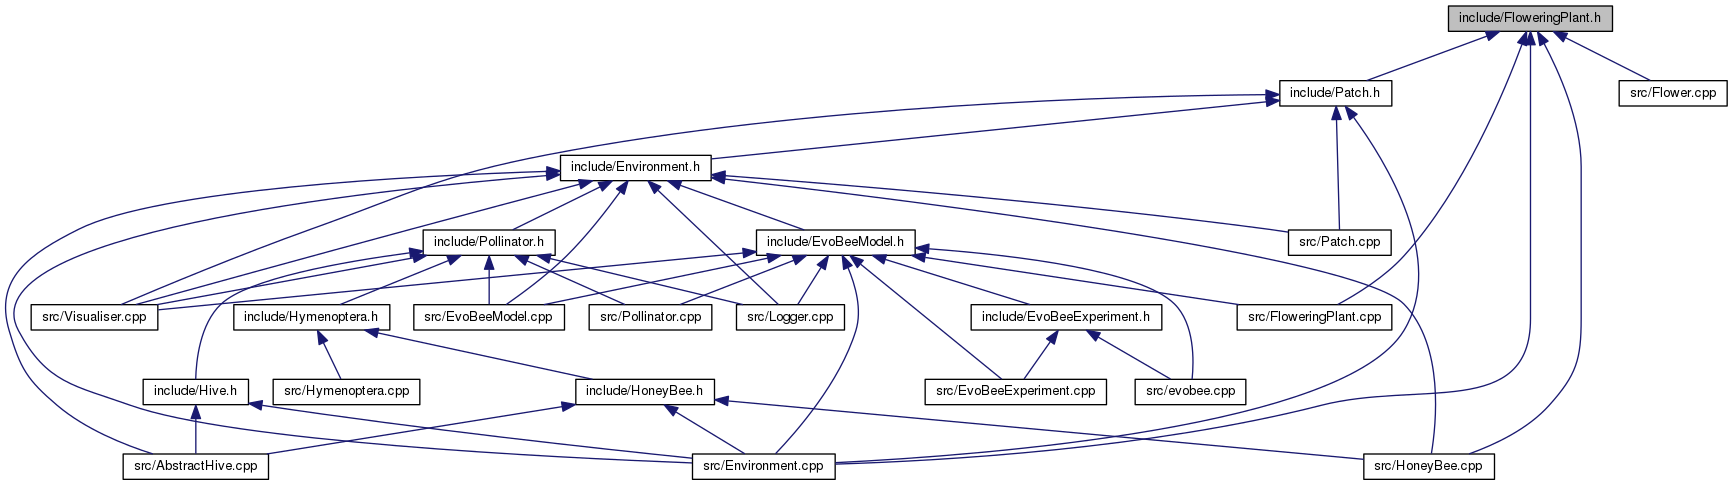 include/FloweringPlant.h
include/Patch.h
src/Flower.cpp
include/Environment.h
include/Pollinator.h
include/EvoBeeModel.h
src/Patch.cpp
src/Visualiser.cpp
include/Hymenoptera.h
src/EvoBeeModel.cpp
src/Pollinator.cpp
src/Logger.cpp
include/EvoBeeExperiment.h
src/FloweringPlant.cpp
include/Hive.h
src/Hymenoptera.cpp
include/HoneyBee.h
src/EvoBeeExperiment.cpp
src/evobee.cpp
src/AbstractHive.cpp
src/Environment.cpp
src/HoneyBee.cpp